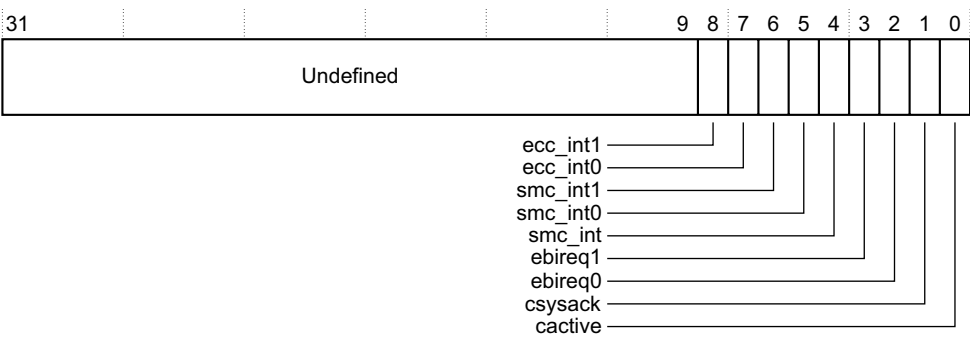 31 9 8 7 6 5 4 3 2 1 0
Undefined
ecc_int1
ecc_int0
smc_int1
smc_int0
smc_int
ebireq1
ebireq0
csysack
cactive